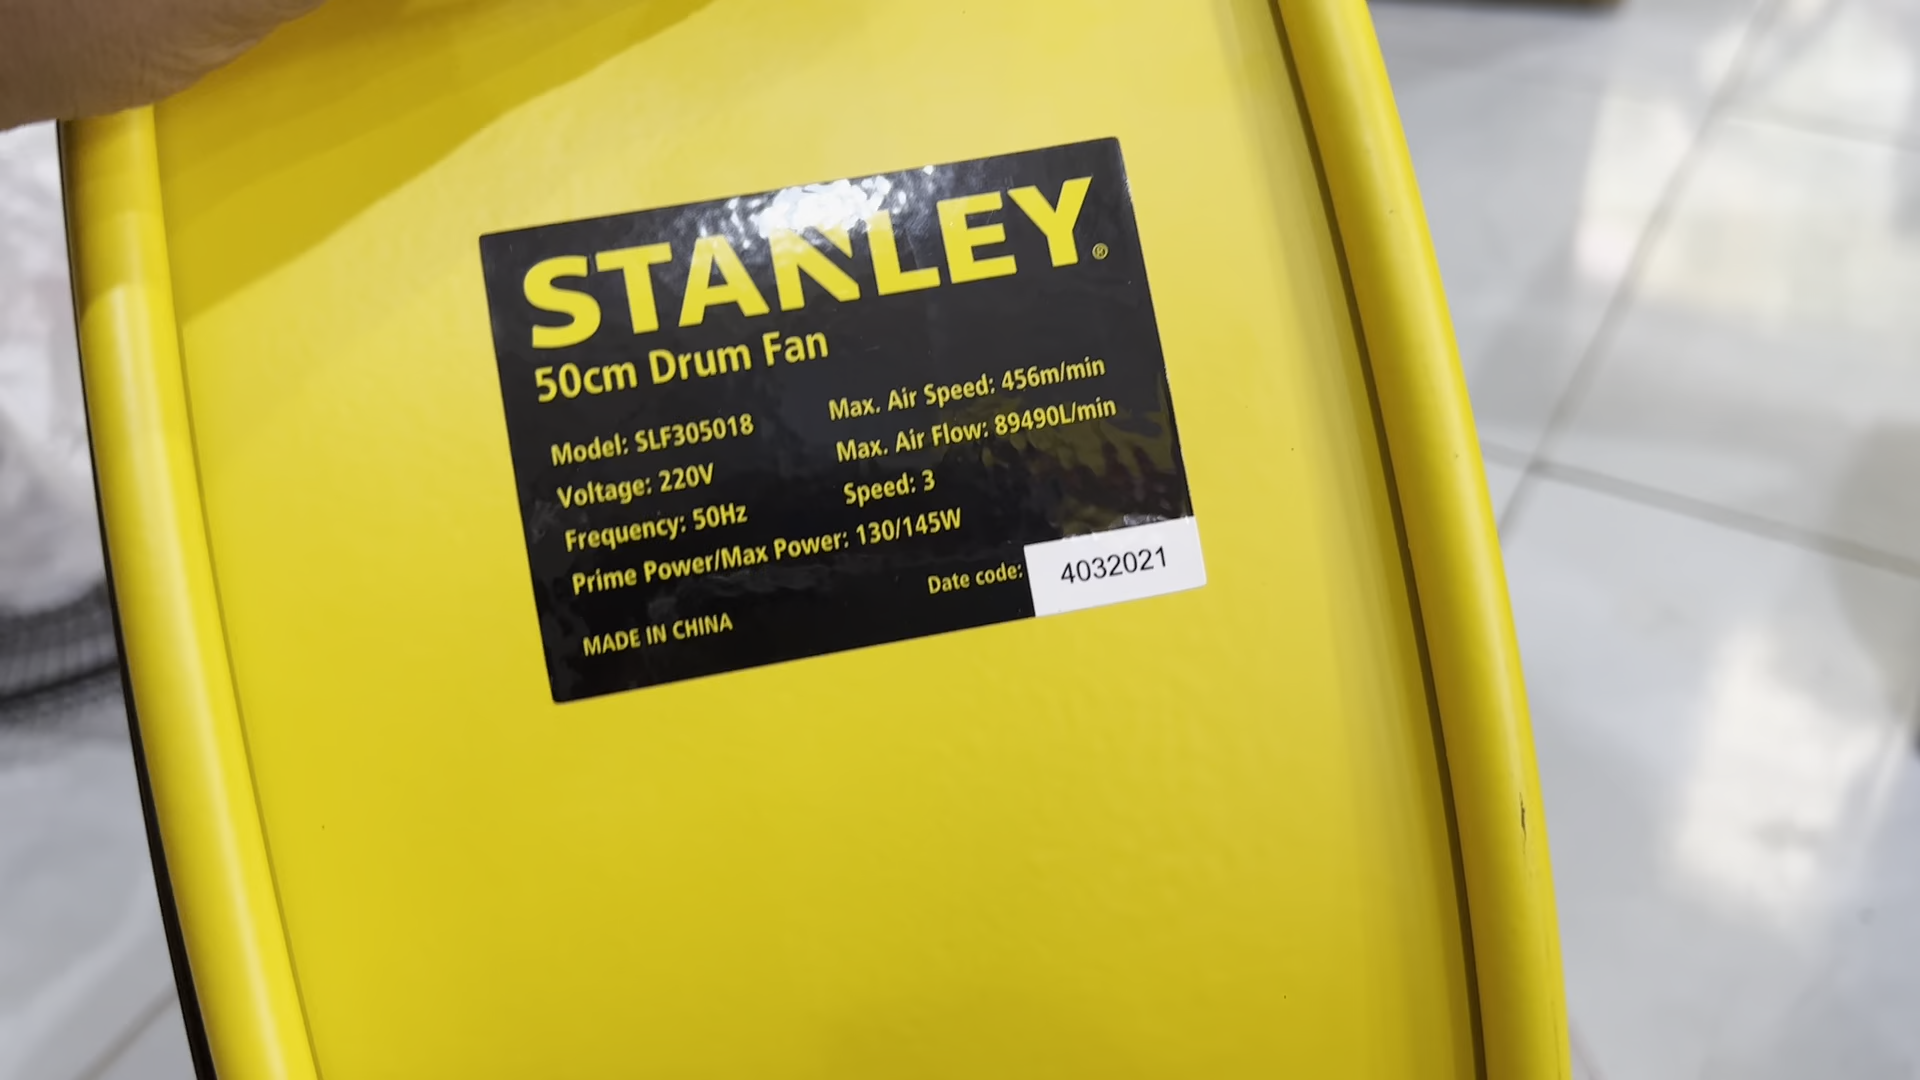 STANLEY®
50cm Drum Fan
Model: SLF305018
Voltage: 220V
Frequency: 50Hz
Prime Power/Max Power: 130/145W
Max. Air Speed: 456m/min
Max. Air Flow: 89490L/min
Speed: 3
Date code: 4032021
MADE IN CHINA